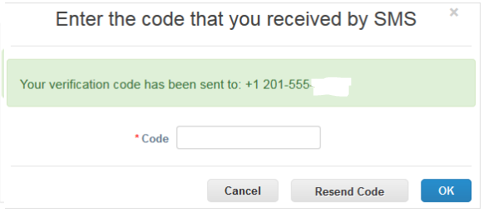 Enter the code that you received by SMS
×
Your verification code has been sent to: +1 201-555-
* Code
Cancel
Resend Code
OK